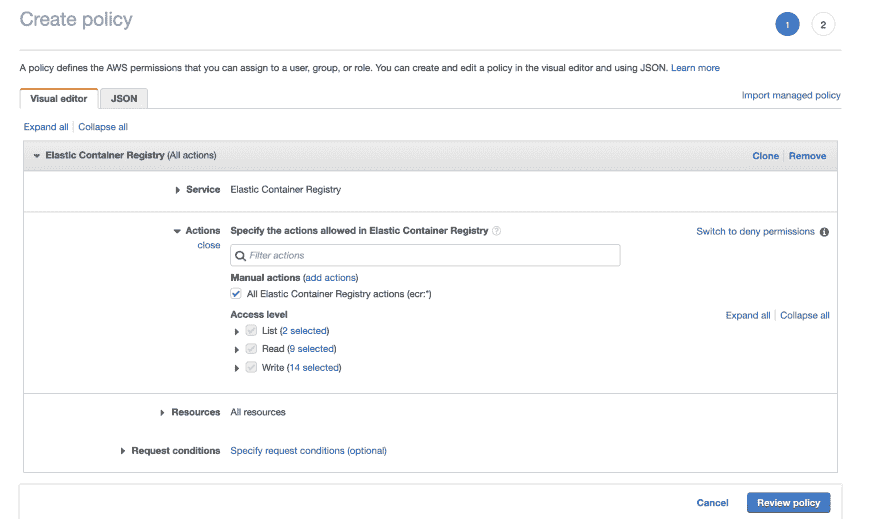 Create policy
1
2
A policy defines the AWS permissions that you can assign to a user, group, or role. You can create and edit a policy in the visual editor and using JSON. Learn more
Visual editor
JSON
Import managed policy
Expand all | Collapse all
Elastic Container Registry (All actions)
Clone | Remove
Service Elastic Container Registry
Actions Specify the actions allowed in Elastic Container Registry ?
close
Switch to deny permissions i
Filter actions
Manual actions (add actions)
All Elastic Container Registry actions (ecr:*)
Access level
Expand all | Collapse all
List (2 selected)
Read (9 selected)
Write (14 selected)
Resources All resources
Request conditions Specify request conditions (optional)
Cancel
Review policy